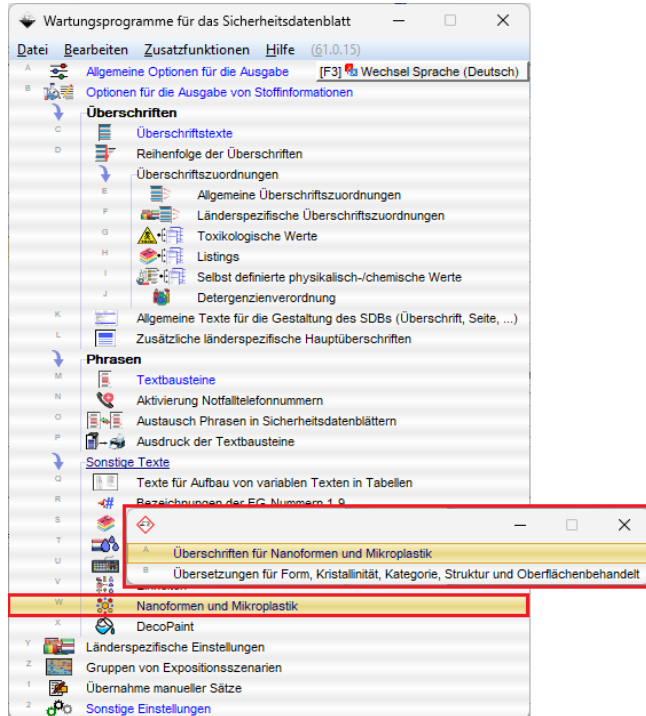 Wartungsprogramme für das Sicherheitsdatenblatt
Datei Bearbeiten Zusatzfunktionen Hilfe (61.0.15)
A Allgemeine Optionen für die Ausgabe [F3] Wechsel Sprache (Deutsch)
B Optionen für die Ausgabe von Stoffinformationen
Überschriften
C Überschriftstexte
D Reihenfolge der Überschriften
Überschriftszuordnungen
E Allgemeine Überschriftszuordnungen
F Länderspezifische Überschriftszuordnungen
G Toxikologische Werte
H Listings
I Selbst definierte physikalisch-/chemische Werte
J Detergenzienverordnung
K Allgemeine Texte für die Gestaltung des SDBs (Überschrift, Seite, ...)
L Zusätzliche länderspezifische Hauptüberschriften
Phrasen
M Textbausteine
N Aktivierung Notfalltelefonnummern
O Austausch Phrasen in Sicherheitsdatenblättern
P Ausdruck der Textbausteine
Sonstige Texte
Q Texte für Aufbau von variablen Texten in Tabellen
R Bezeichnungen der EG-Nummern 1-9
S
T
A Überschriften für Nanoformen und Mikroplastik
U
B Übersetzungen für Form, Kristallinität, Kategorie, Struktur und Oberflächenbehandelt
V Einheiten
W Nanoformen und Mikroplastik
X DecoPaint
Y Länderspezifische Einstellungen
Z Gruppen von Expositionsszenarien
1 Übernahme manueller Sätze
2 Sonstige Einstellungen